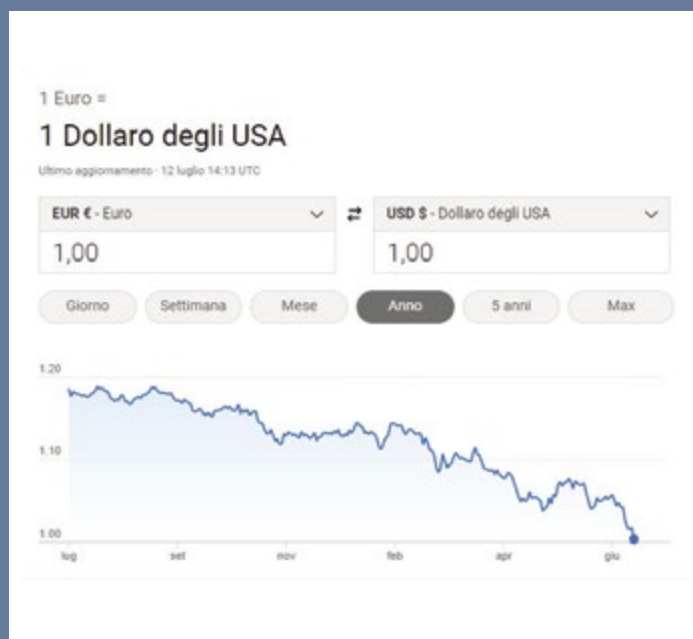 1 Euro =
1 Dollaro degli USA
Ultimo aggiornamento · 12 luglio 14:13 UTC
EUR € - Euro
USD $ - Dollaro degli USA
1,00
1,00
Giorno Settimana Mese Anno 5 anni Max
1.20
1.10
1.00
lug set nov feb apr giu